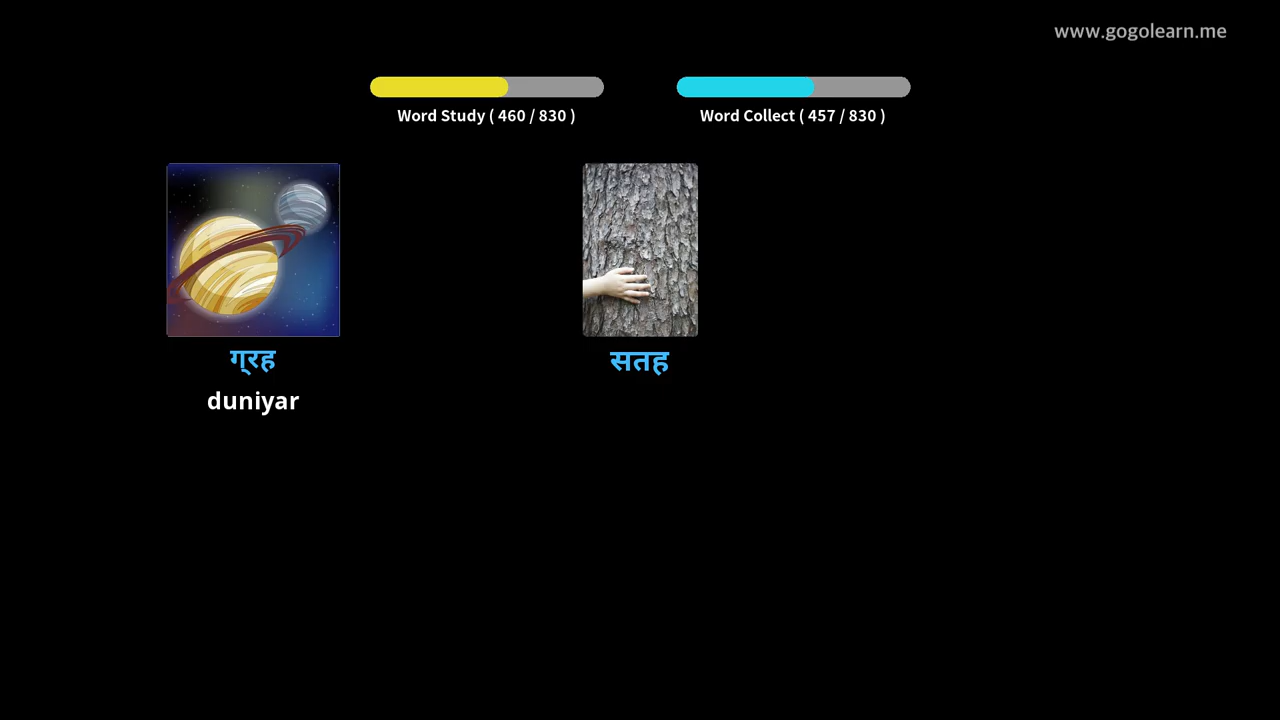 www.gogolearn.me
Word Study ( 460 / 830 )
Word Collect ( 457 / 830 )
ग्रह
सतह
duniyar